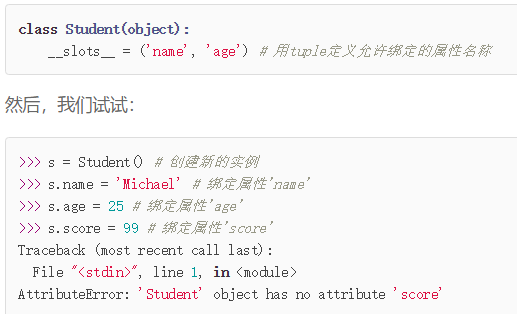 class Student(object):
    __slots__ = ('name', 'age') # 用tuple定义允许绑定的属性名称
然后，我们试试：
>>> s = Student() # 创建新的实例
>>> s.name = 'Michael' # 绑定属性'name'
>>> s.age = 25 # 绑定属性'age'
>>> s.score = 99 # 绑定属性'score'
Traceback (most recent call last):
  File "<stdin>", line 1, in <module>
AttributeError: 'Student' object has no attribute 'score'